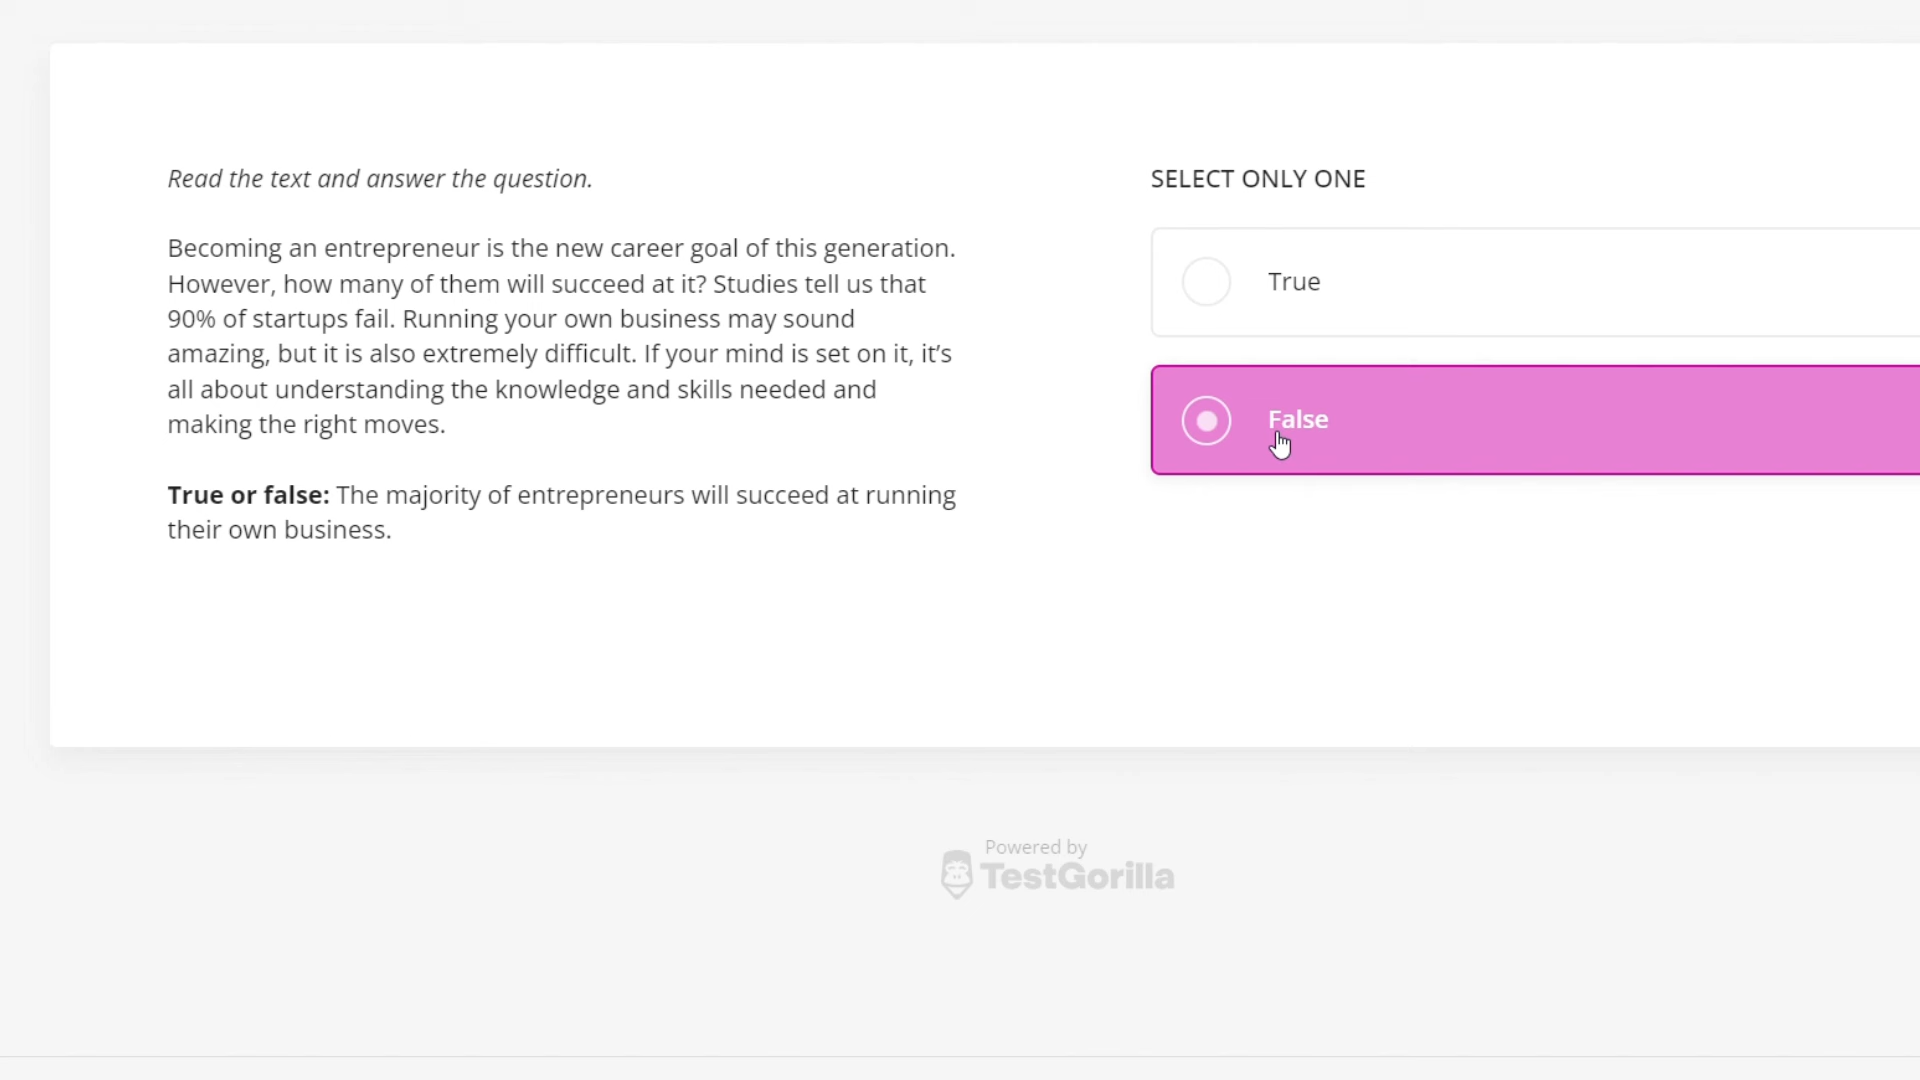 Read the text and answer the question.
Becoming an entrepreneur is the new career goal of this generation.
However, how many of them will succeed at it? Studies tell us that
90% of startups fail. Running your own business may sound
amazing, but it is also extremely difficult. If your mind is set on it, it’s
all about understanding the knowledge and skills needed and
making the right moves.
True or false: The majority of entrepreneurs will succeed at running
their own business.
SELECT ONLY ONE
True
False
Powered by
TestGorilla